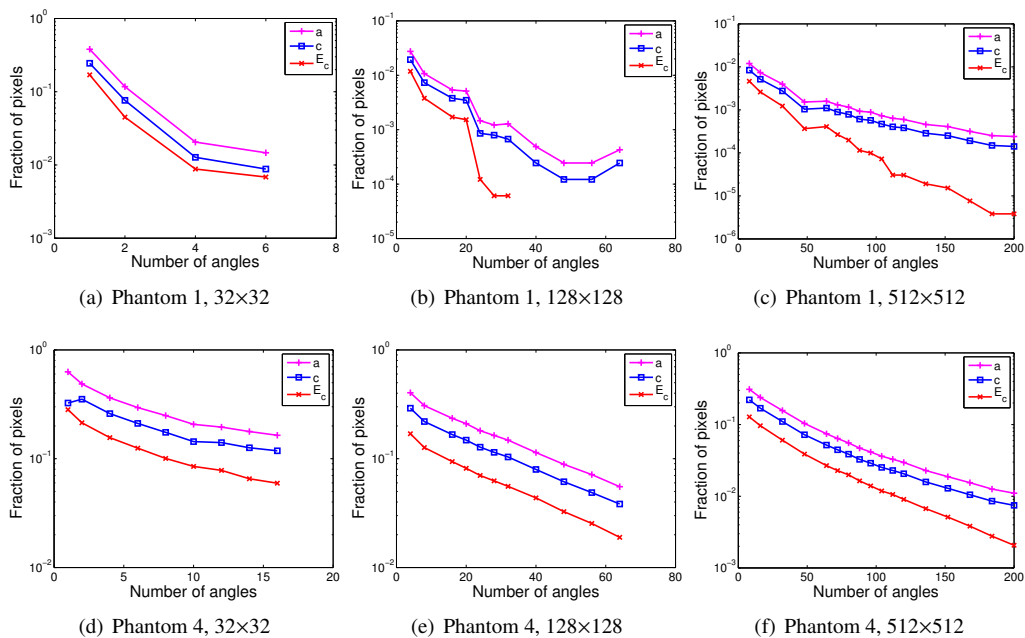 10^0
10^-1
10^-2
10^-3
0 2 4 6 8
Number of angles
Fraction of pixels
a
c
E_c
(a) Phantom 1, 32×32
10^-1
10^-2
10^-3
10^-4
10^-5
0 20 40 60 80
Number of angles
Fraction of pixels
a
c
E_c
(b) Phantom 1, 128×128
10^-1
10^-2
10^-3
10^-4
10^-5
10^-6
0 50 100 150 200
Number of angles
Fraction of pixels
a
c
E_c
(c) Phantom 1, 512×512
10^0
10^-1
10^-2
0 5 10 15 20
Number of angles
Fraction of pixels
a
c
E_c
(d) Phantom 4, 32×32
10^0
10^-1
10^-2
0 20 40 60 80
Number of angles
Fraction of pixels
a
c
E_c
(e) Phantom 4, 128×128
10^0
10^-1
10^-2
10^-3
0 50 100 150 200
Number of angles
Fraction of pixels
a
c
E_c
(f) Phantom 4, 512×512